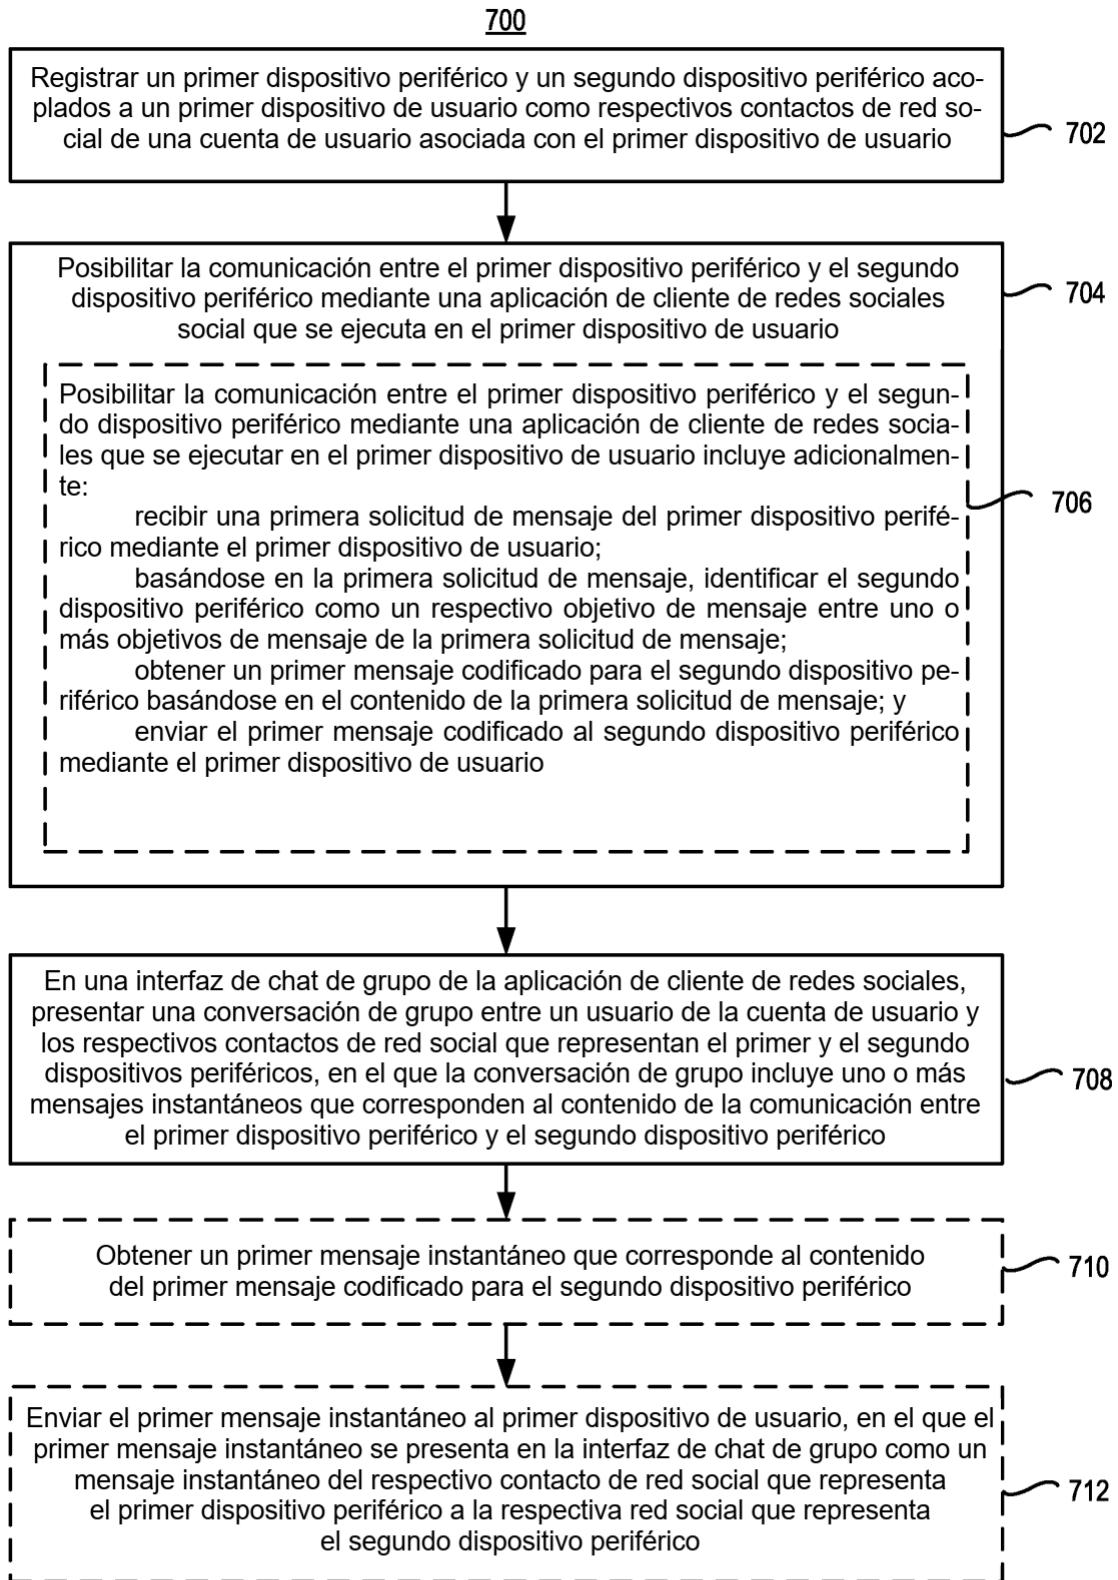 700
Registrar un primer dispositivo periférico y un segundo dispositivo periférico aco-
plados a un primer dispositivo de usuario como respectivos contactos de red so-
cial de una cuenta de usuario asociada con el primer dispositivo de usuario
702
Posibilitar la comunicación entre el primer dispositivo periférico y el segundo
dispositivo periférico mediante una aplicación de cliente de redes sociales
social que se ejecuta en el primer dispositivo de usuario
704
Posibilitar la comunicación entre el primer dispositivo periférico y el segun-
do dispositivo periférico mediante una aplicación de cliente de redes socia-
les que se ejecutar en el primer dispositivo de usuario incluye adicionalmen-
te:
recibir una primera solicitud de mensaje del primer dispositivo perifé-
rico mediante el primer dispositivo de usuario;
basándose en la primera solicitud de mensaje, identificar el segundo
dispositivo periférico como un respectivo objetivo de mensaje entre uno o
más objetivos de mensaje de la primera solicitud de mensaje;
obtener un primer mensaje codificado para el segundo dispositivo pe-
riférico basándose en el contenido de la primera solicitud de mensaje; y
enviar el primer mensaje codificado al segundo dispositivo periférico
mediante el primer dispositivo de usuario
706
En una interfaz de chat de grupo de la aplicación de cliente de redes sociales,
presentar una conversación de grupo entre un usuario de la cuenta de usuario y
los respectivos contactos de red social que representan el primer y el segundo
dispositivos periféricos, en el que la conversación de grupo incluye uno o más
mensajes instantáneos que corresponden al contenido de la comunicación entre
el primer dispositivo periférico y el segundo dispositivo periférico
708
Obtener un primer mensaje instantáneo que corresponde al contenido
del primer mensaje codificado para el segundo dispositivo periférico
710
Enviar el primer mensaje instantáneo al primer dispositivo de usuario, en el que el
primer mensaje instantáneo se presenta en la interfaz de chat de grupo como un
mensaje instantáneo del respectivo contacto de red social que representa
el primer dispositivo periférico a la respectiva red social que representa
el segundo dispositivo periférico
712